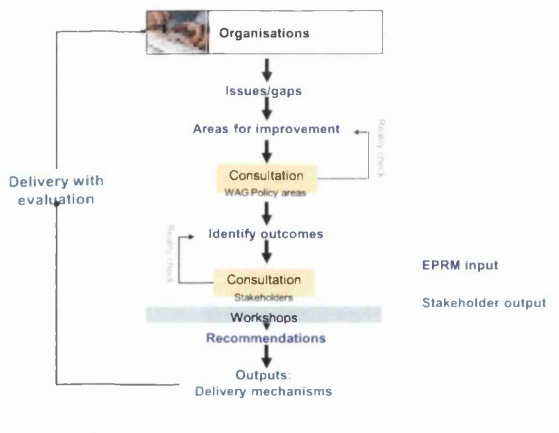 Organisations
Issues/gaps
Areas for improvement
Reality check
Consultation
WAG Policy areas
Delivery with
evaluation
Identify outcomes
Reality check
Consultation
Stakeholders
Workshops
Recommendations
Outputs:
Delivery mechanisms
EPRM input
Stakeholder output